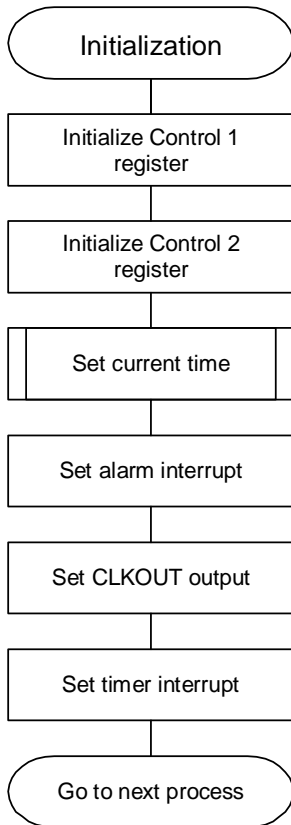 Initialization
Initialize Control 1
register
Initialize Control 2
register
Set current time
Set alarm interrupt
Set CLKOUT output
Set timer interrupt
Go to next process